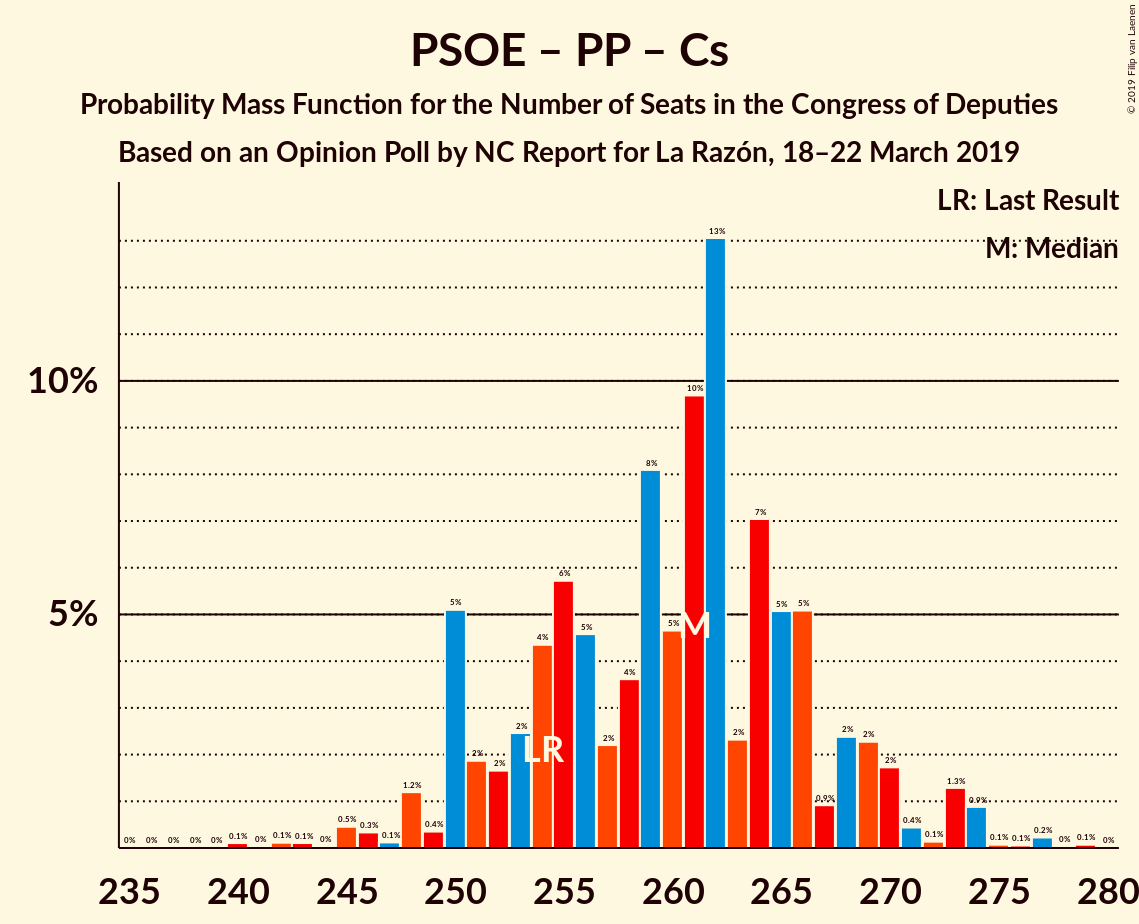 PSOE – PP – Cs
Probability Mass Function for the Number of Seats in the Congress of Deputies
Based on an Opinion Poll by NC Report for La Razón, 18–22 March 2019
© 2019 Filip van Laenen
LR: Last Result
M: Median
10%
5%
0% 0% 0% 0% 0% 0.1% 0% 0.1% 0.1% 0% 0.5% 0.3% 0.1% 1.2% 0.4% 5% 2% 2% 2% 4% 6% 5% 2% 4% 8% 5% 10% 13% 2% 7% 5% 5% 0.9% 2% 2% 2% 0.4% 0.1% 1.3% 0.9% 0.1% 0.1% 0.2% 0% 0.1% 0%
LR
M
235 240 245 250 255 260 265 270 275 280